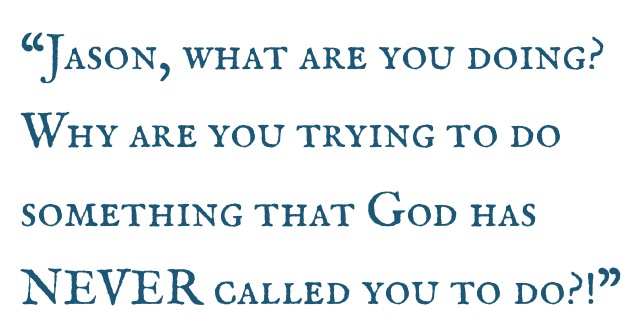 “Jason, what are you doing?
Why are you trying to do
something that God has
NEVER called you to do?!”